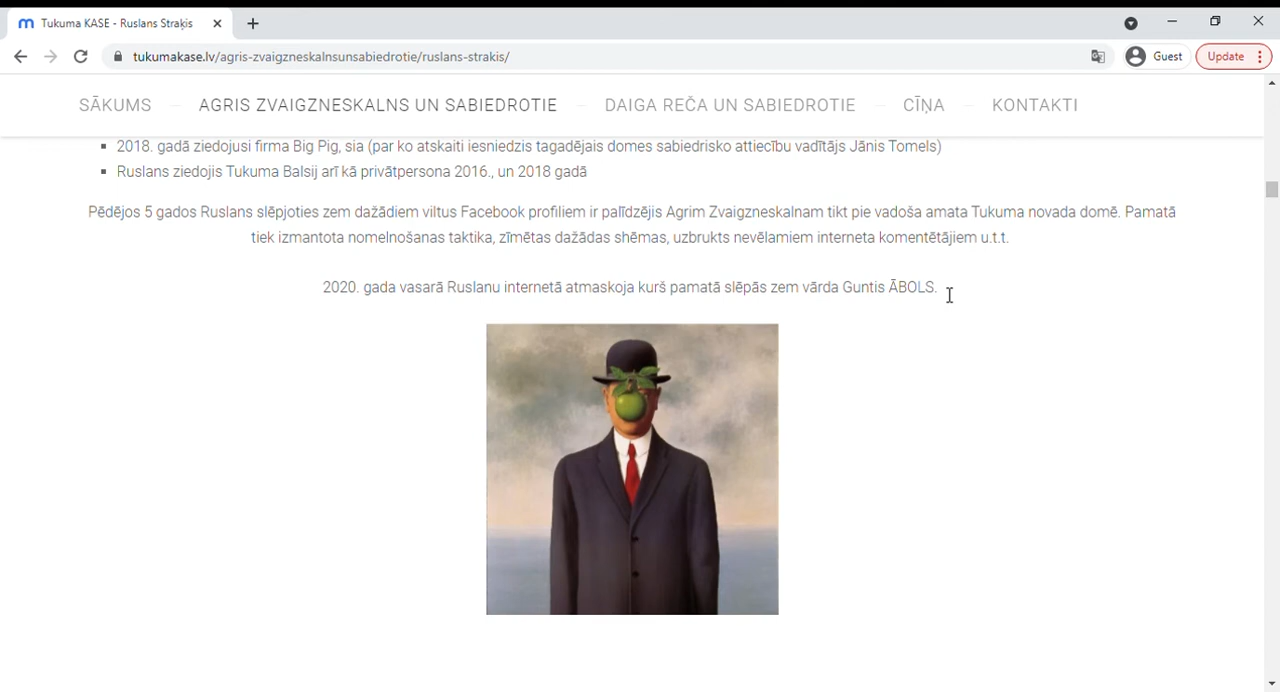 Tukuma KASE - Ruslans Straķis
tukumakase.lv/agris-zvaigzneskalnsunsabiedrotie/ruslans-strakis/
Guest
Update
SĀKUMS
AGRIS ZVAIGZNESKALNS UN SABIEDROTIE
DAIGA REČA UN SABIEDROTIE
CĪŅA
KONTAKTI
2018. gadā ziedojusi firma Big Pig, sia (par ko atskaiti iesniedzis tagadējais domes sabiedrisko attiecību vadītājs Jānis Tomels)
Ruslans ziedojis Tukuma Balsij arī kā privātpersona 2016., un 2018 gadā
Pēdējos 5 gados Ruslans slēpjoties zem dažādiem viltus Facebook profiliem ir palīdzējis Agrim Zvaigzneskalnam tikt pie vadoša amata Tukuma novada domē. Pamatā
tiek izmantota nomelnošanas taktika, zīmētas dažādas shēmas, uzbrukts nevēlamiem interneta komentētājiem u.t.t.
2020. gada vasarā Ruslanu internetā atmaskoja kurš pamatā slēpās zem vārda Guntis ĀBOLS.